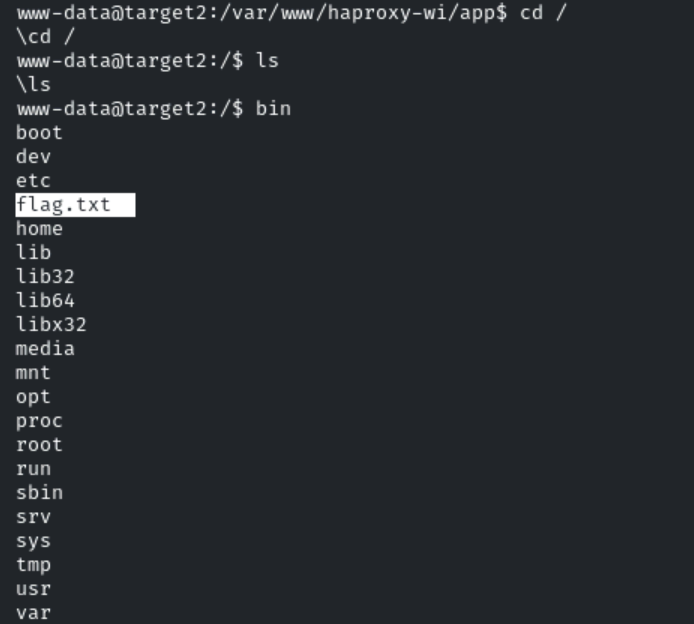 www-data@target2:/var/www/haproxy-wi/app$ cd /
\cd /
www-data@target2:/$ ls
\ls
www-data@target2:/$ bin
boot
dev
etc
flag.txt
home
lib
lib32
lib64
libx32
media
mnt
opt
proc
root
run
sbin
srv
sys
tmp
usr
var